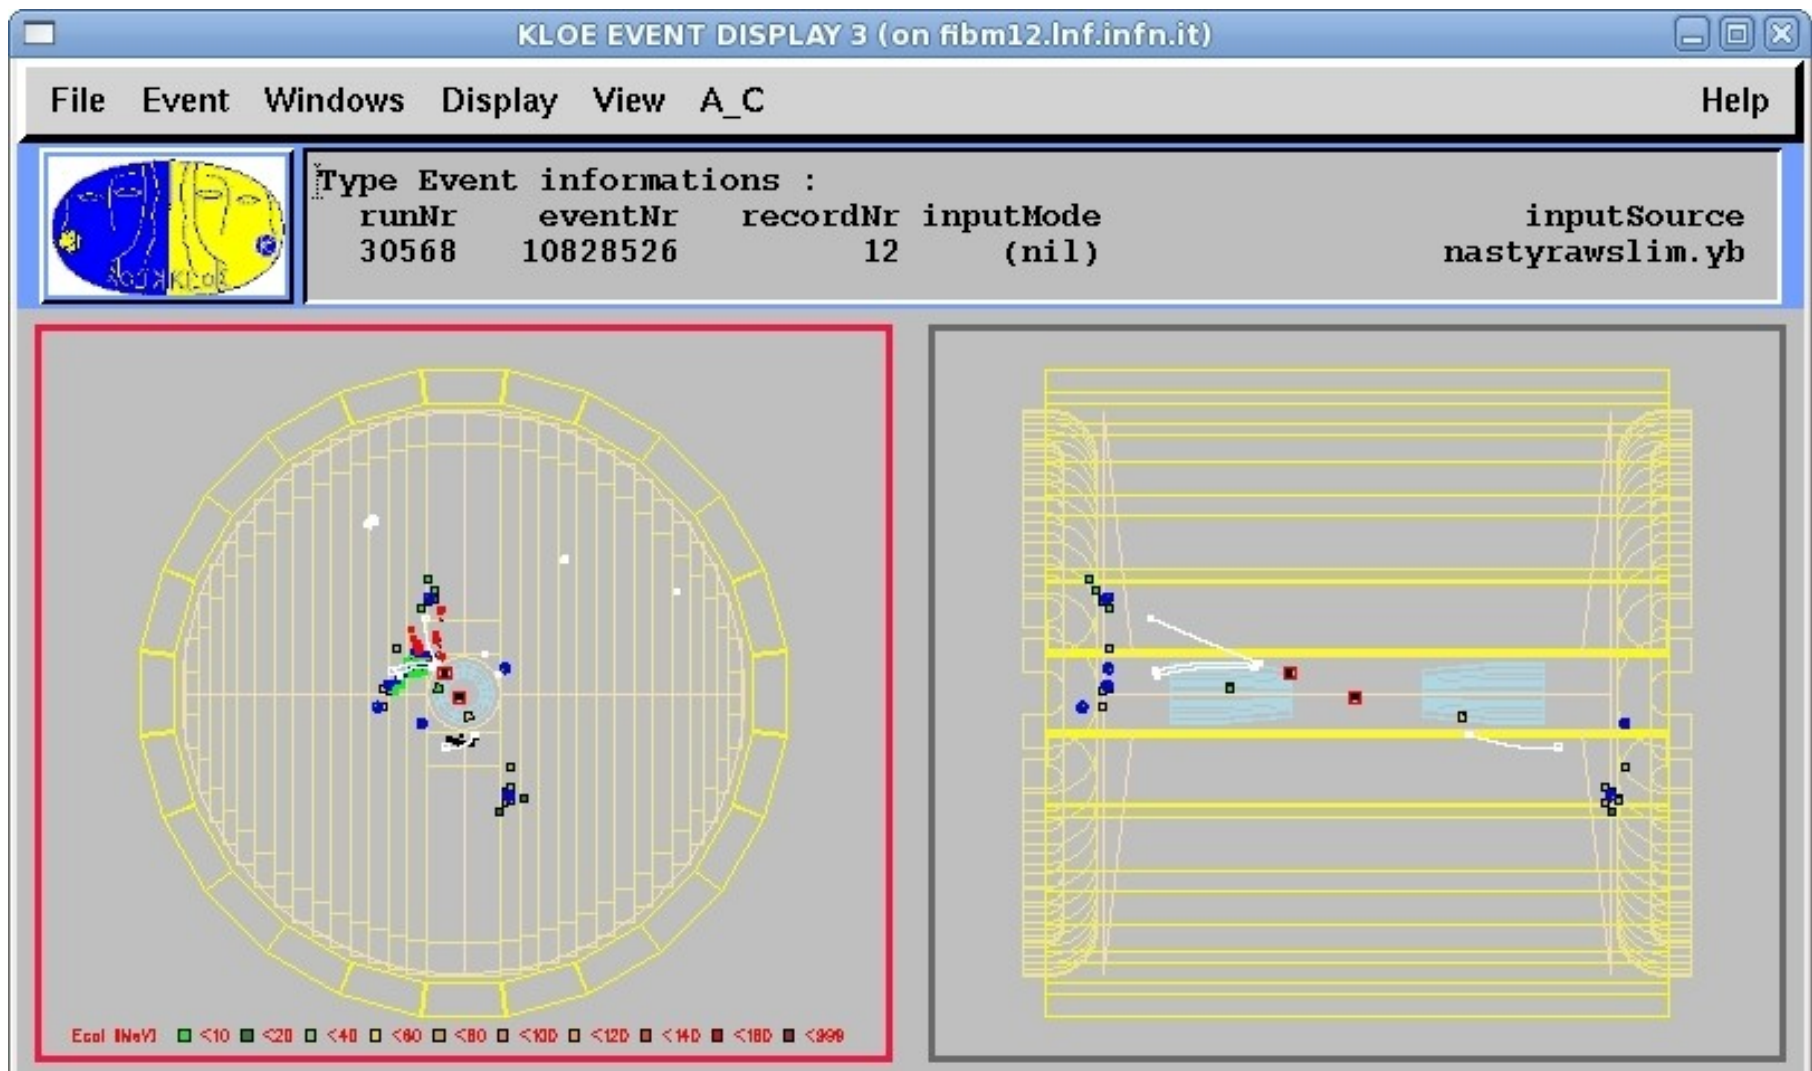 KLOE EVENT DISPLAY 3 (on fibm12.lnf.infn.it)
File Event Windows Display View A_C Help
Type Event informations :
runNr eventNr recordNr inputMode inputSource
30568 10828526 12 (nil) nastyrawslim.yb
<10 <20 <40 <60 <80 <100 <120 <140 <180 <999